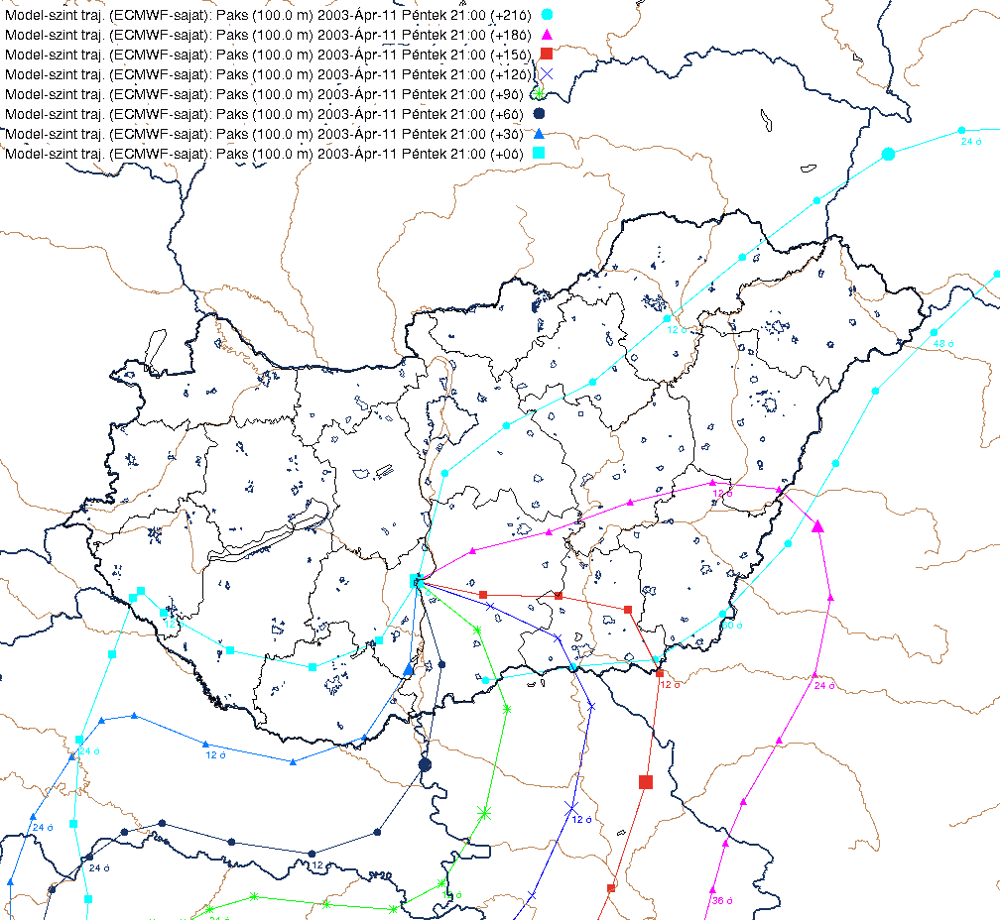 Model-szint traj. (ECMWF-sajat): Paks (100.0 m) 2003-Ápr-11 Péntek 21:00 (+21ó)
Model-szint traj. (ECMWF-sajat): Paks (100.0 m) 2003-Ápr-11 Péntek 21:00 (+18ó)
Model-szint traj. (ECMWF-sajat): Paks (100.0 m) 2003-Ápr-11 Péntek 21:00 (+15ó)
Model-szint traj. (ECMWF-sajat): Paks (100.0 m) 2003-Ápr-11 Péntek 21:00 (+12ó)
Model-szint traj. (ECMWF-sajat): Paks (100.0 m) 2003-Ápr-11 Péntek 21:00 (+9ó)
Model-szint traj. (ECMWF-sajat): Paks (100.0 m) 2003-Ápr-11 Péntek 21:00 (+6ó)
Model-szint traj. (ECMWF-sajat): Paks (100.0 m) 2003-Ápr-11 Péntek 21:00 (+3ó)
Model-szint traj. (ECMWF-sajat): Paks (100.0 m) 2003-Ápr-11 Péntek 21:00 (+0ó)
24 ó
12
48 ó
12 ó
12
60 ó
12 ó
24 ó
24 ó
12 ó
24 ó
12 ó
12 ó
24 ó
36 ó
24 ó